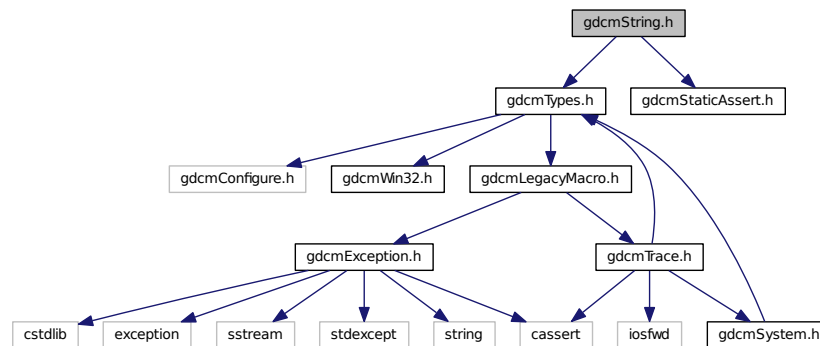 gdcmString.h
gdcmTypes.h
gdcmStaticAssert.h
gdcmConfigure.h
gdcmWin32.h
gdcmLegacyMacro.h
gdcmException.h
gdcmTrace.h
cstdlib
exception
sstream
stdexcept
string
cassert
iosfwd
gdcmSystem.h